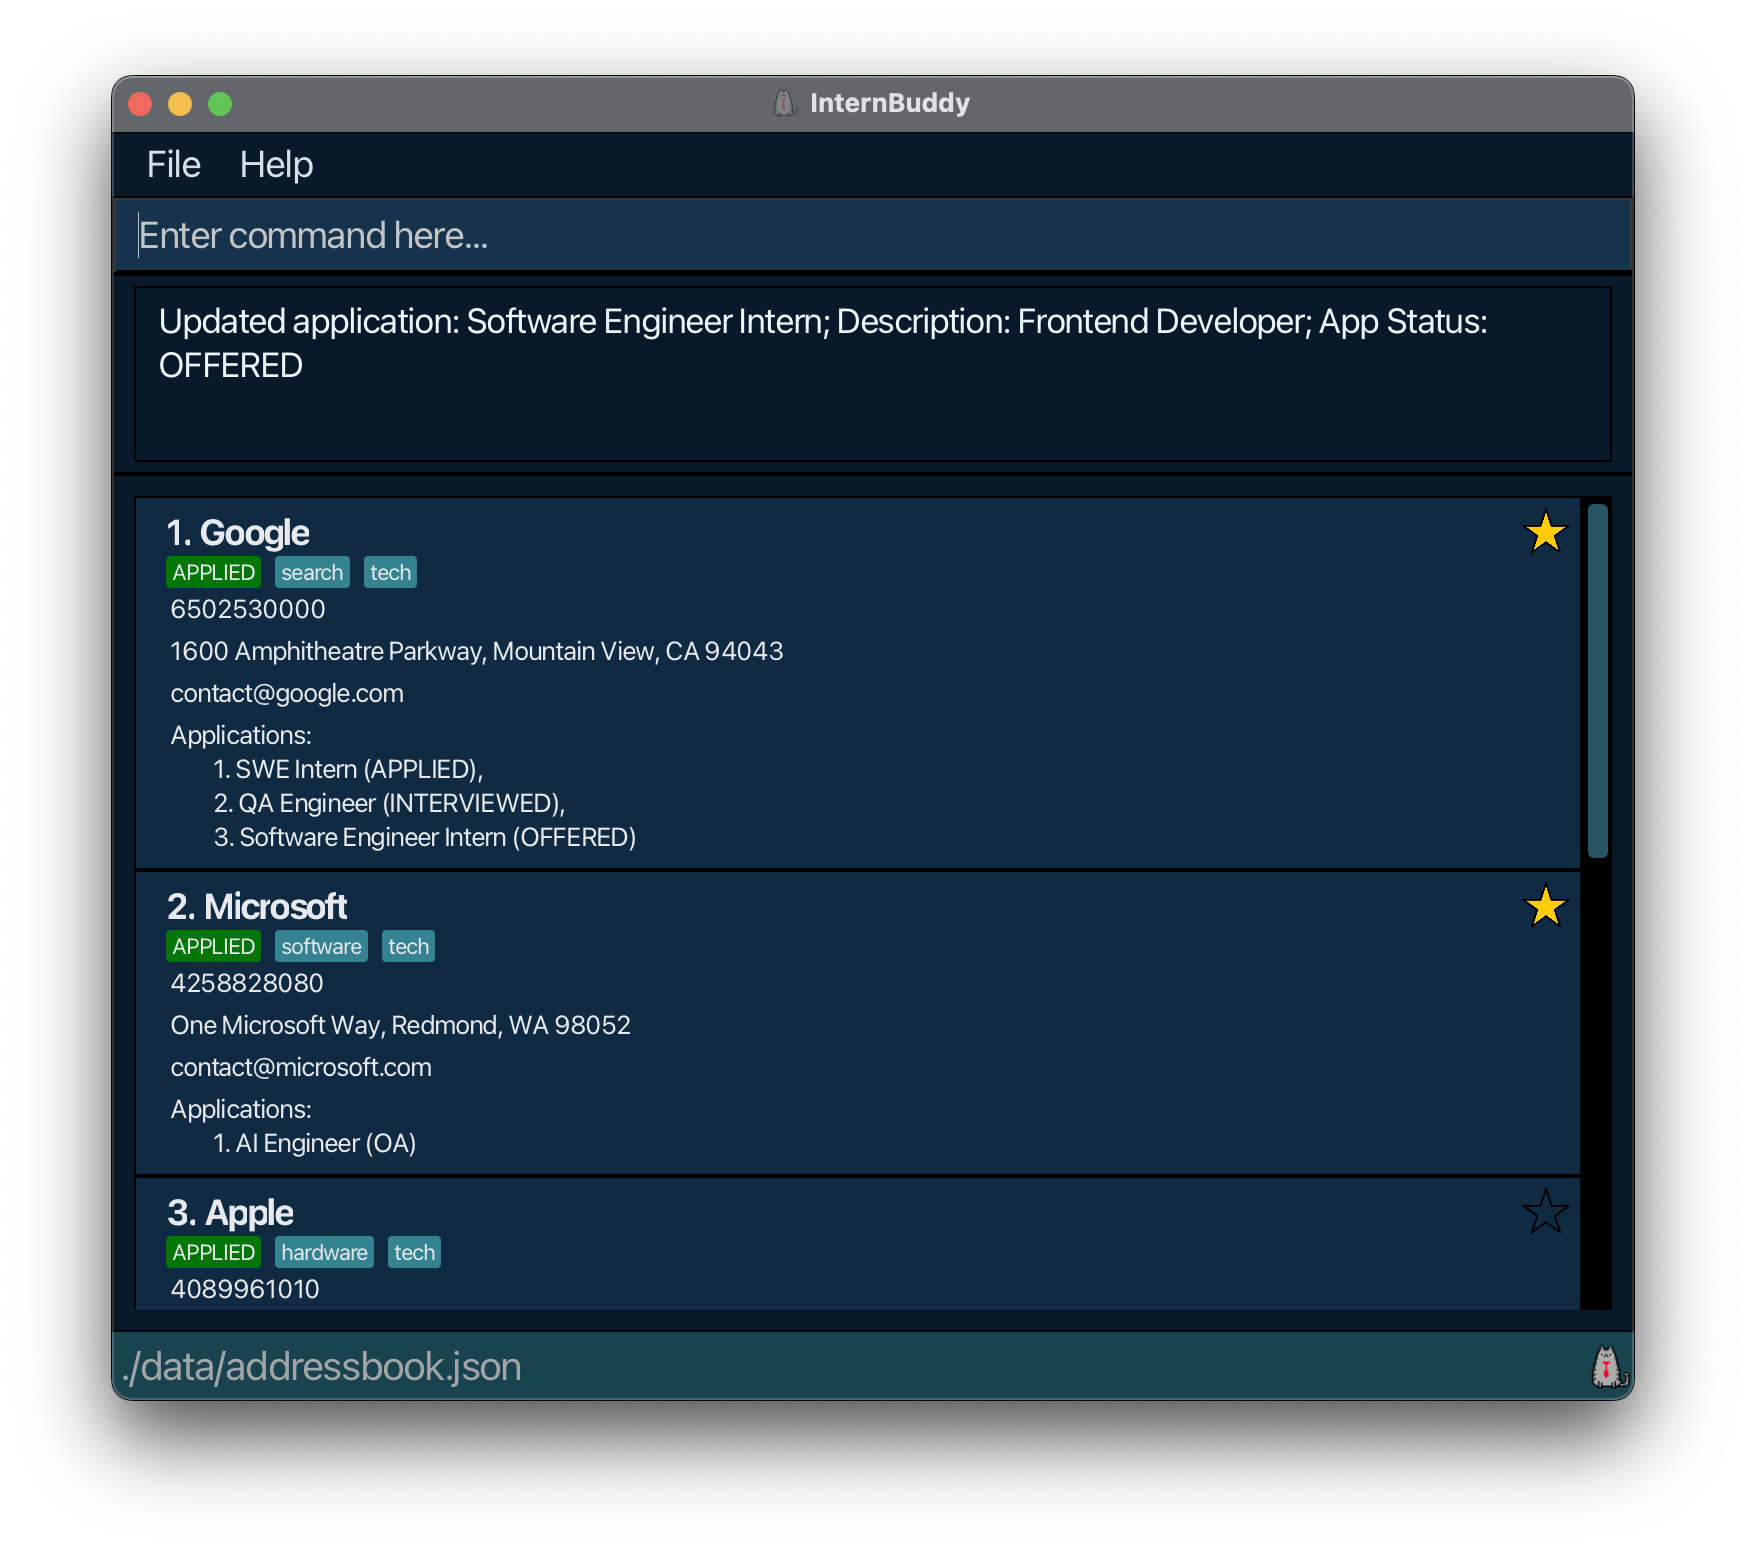 InternBuddy
File Help
Enter command here...
Updated application: Software Engineer Intern; Description: Frontend Developer; App Status:
OFFERED
1. Google
APPLIED search tech
6502530000
1600 Amphitheatre Parkway, Mountain View, CA 94043
contact@google.com
Applications:
1. SWE Intern (APPLIED),
2. QA Engineer (INTERVIEWED),
3. Software Engineer Intern (OFFERED)
2. Microsoft
APPLIED software tech
4258828080
One Microsoft Way, Redmond, WA 98052
contact@microsoft.com
Applications:
1. AI Engineer (OA)
3. Apple
APPLIED hardware tech
4089961010
./data/addressbook.json